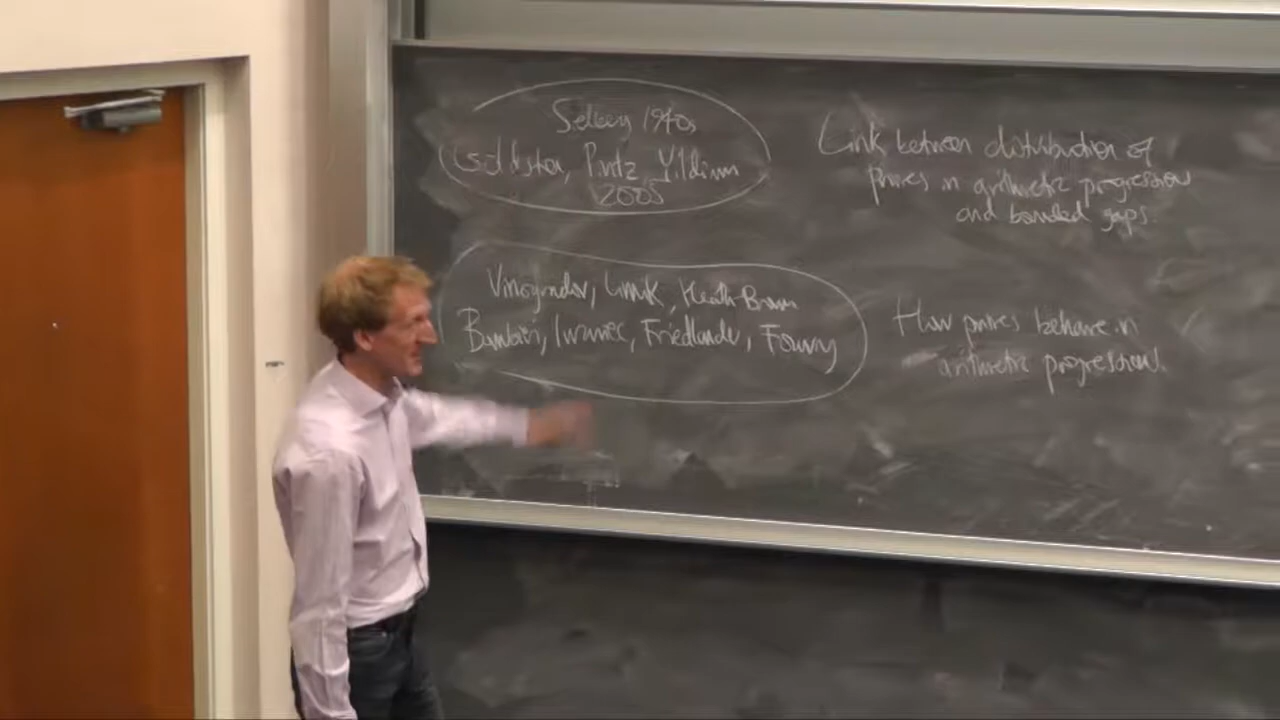 Selberg 1940s
Goldston, Pintz, Yildirim
2005
Link between distribution of
primes in arithmetic progressions
and bounded gaps.
Vinogradov, Linnik, Heath-Brown
Bombieri, Iwaniec, Friedlander, Fouvry
How primes behave in
arithmetic progressions.